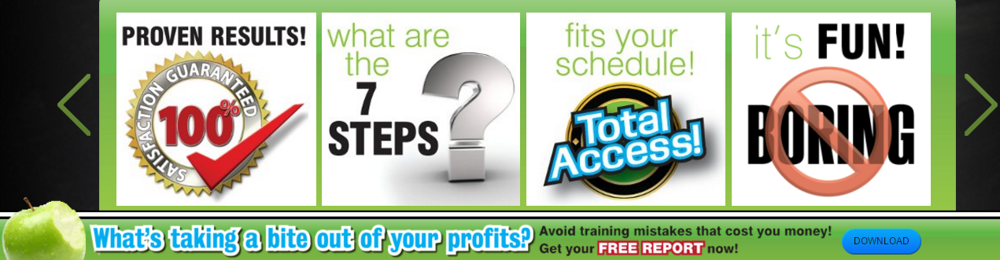 PROVEN RESULTS!
SATISFACTION GUARANTEED
100%
what are
the
7
STEPS
?
fits your
schedule!
Total
Access!
it's FUN!
BORING
What's taking a bite out of your profits?
Avoid training mistakes that cost you money!
Get your FREE REPORT now!
DOWNLOAD